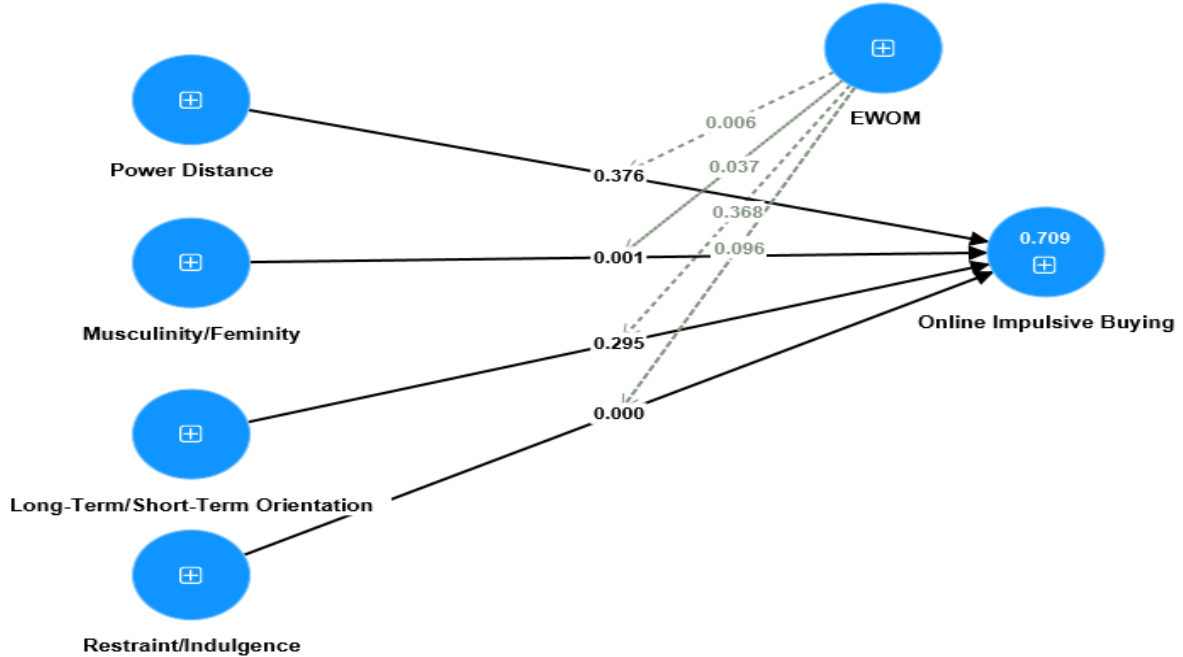 EWOM
Power Distance
0.006
0.376
0.037
0.368
0.096
0.001
0.709
Musculinity/Feminity
Online Impulsive Buying
0.295
0.000
Long-Term/Short-Term Orientation
Restraint/Indulgence